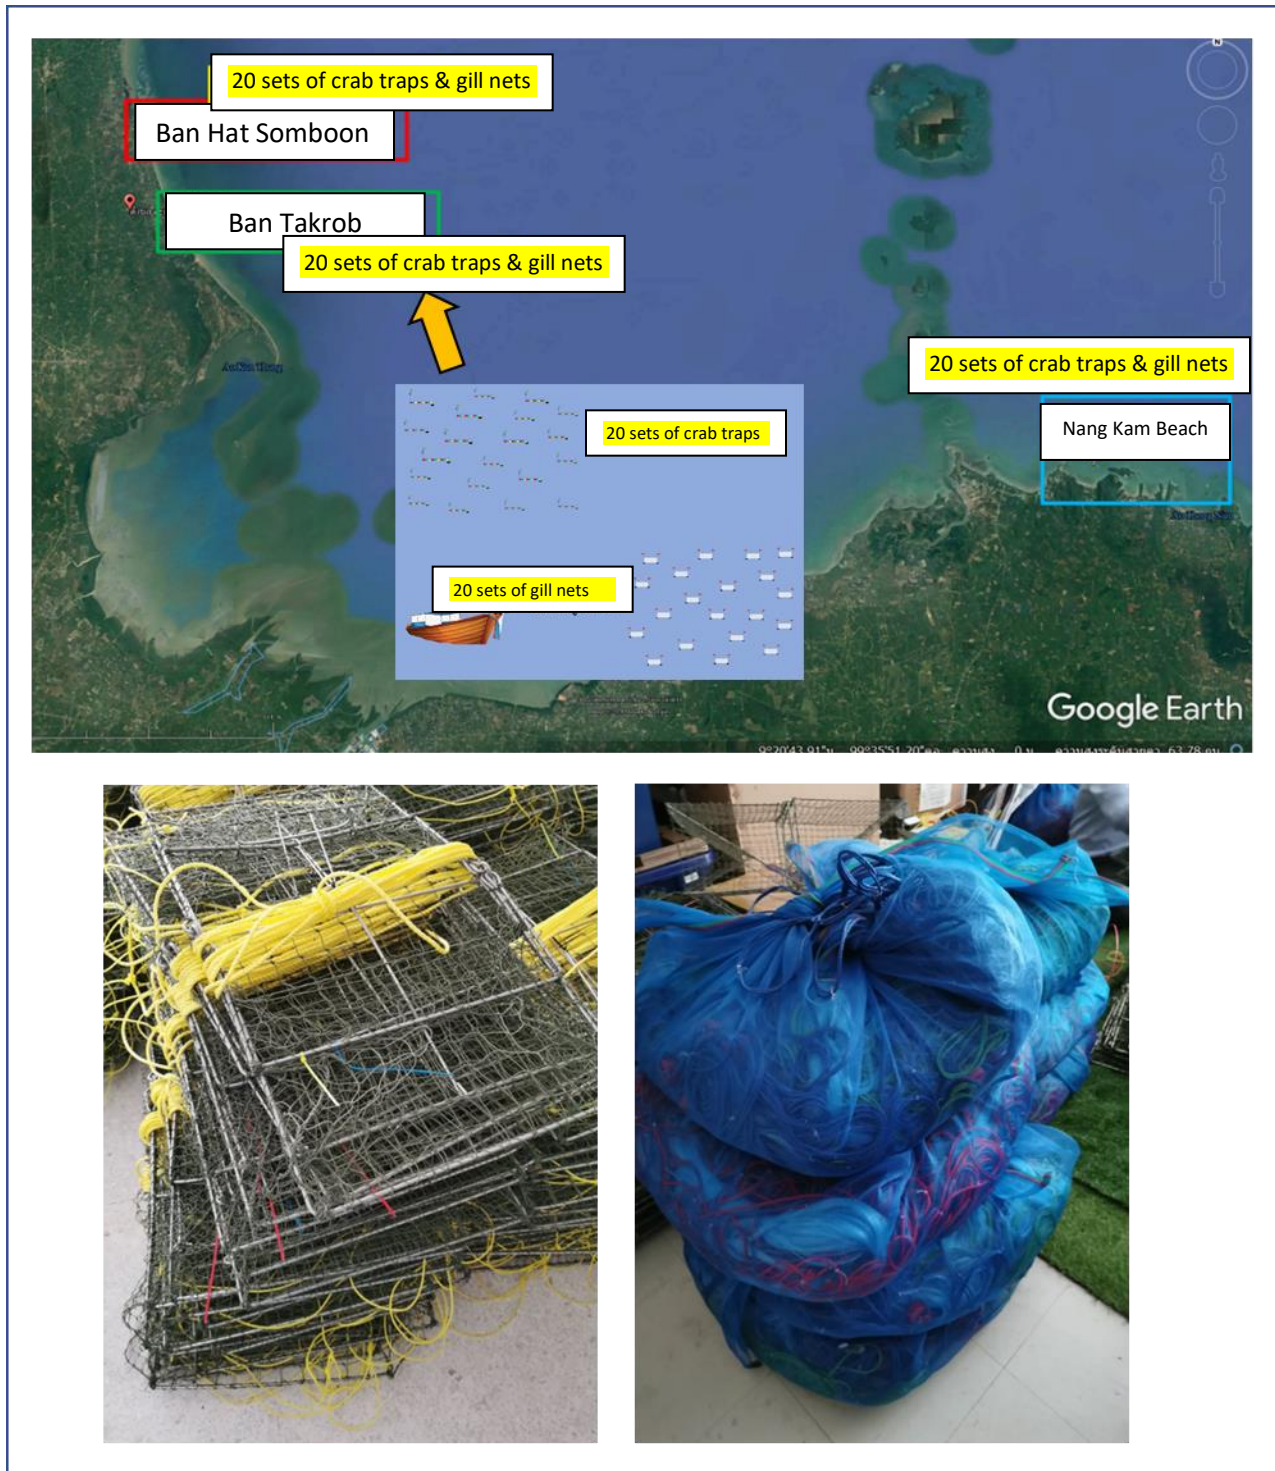 20 sets of crab traps & gill nets
Ban Hat Somboon
Ban Takrob
20 sets of crab traps & gill nets
20 sets of crab traps & gill nets
Nang Kam Beach
20 sets of crab traps
20 sets of gill nets
Google Earth